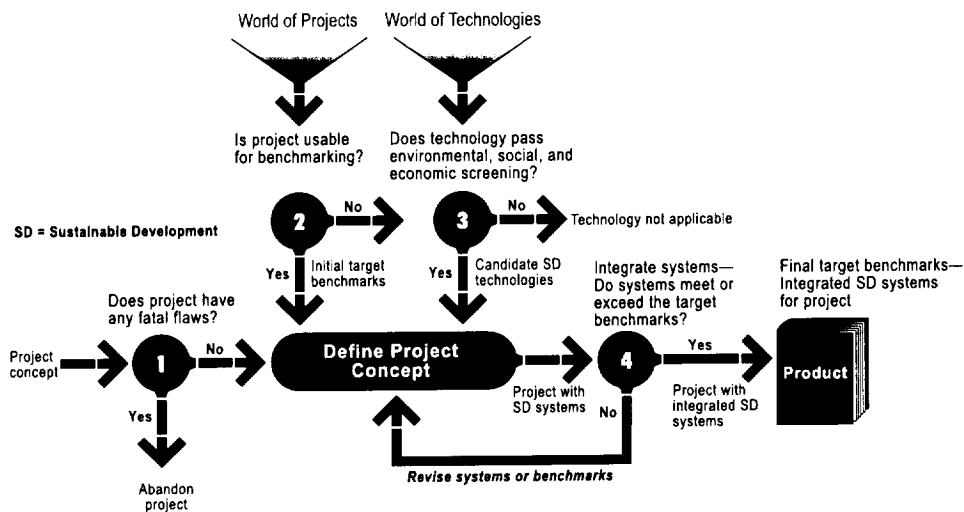 World of Projects
World of Technologies
Is project usable
for benchmarking?
Does technology pass
environmental, social, and
economic screening?
2
No
3
No
Technology not applicable
SD = Sustainable Development
Yes
Initial target
benchmarks
Yes
Candidate SD
technologies
Integrate systems—
Do systems meet or
exceed the target
benchmarks?
Final target benchmarks—
Integrated SD systems
for project
Does project have
any fatal flaws?
Project
concept
1
No
Define Project
Concept
Project with
SD systems
4
Yes
Project with
integrated SD
systems
Product
Yes
No
Revise systems or benchmarks
Abandon
project